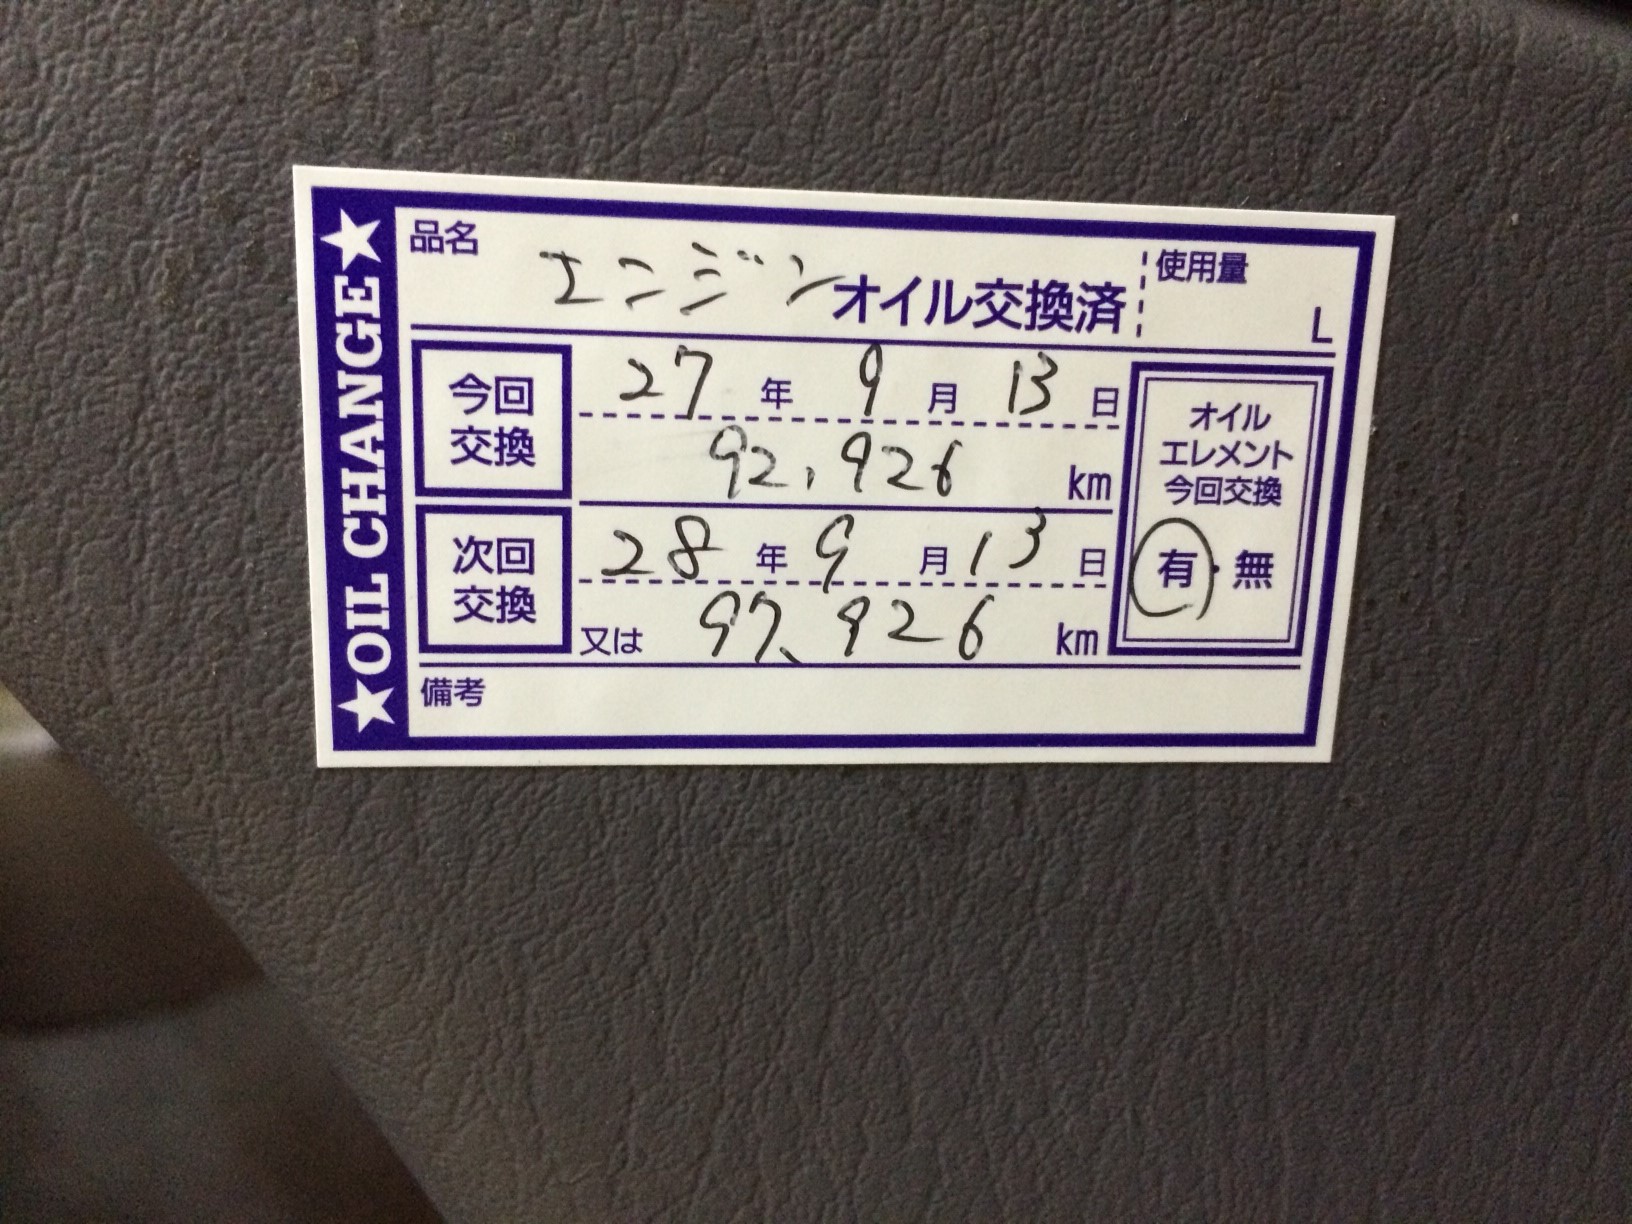 ★OIL CHANGE★
品名 エンジンオイル交換済 使用量 L
今回交換 27年 9月 13日
92,926 km
次回交換 28年 9月 13日
又は 97、926 km
オイル
エレメント
今回交換
有・無
備考